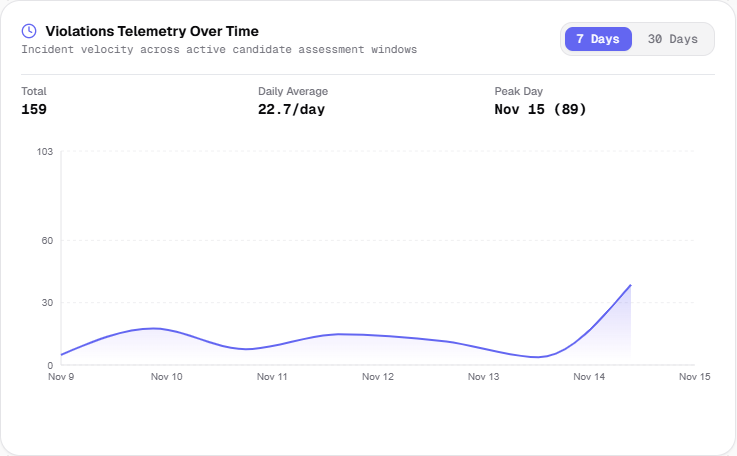 Violations Telemetry Over Time
Incident velocity across active candidate assessment windows
7 Days 30 Days
Total
159
Daily Average
22.7/day
Peak Day
Nov 15 (89)
103
60
30
0
Nov 9 Nov 10 Nov 11 Nov 12 Nov 13 Nov 14 Nov 15